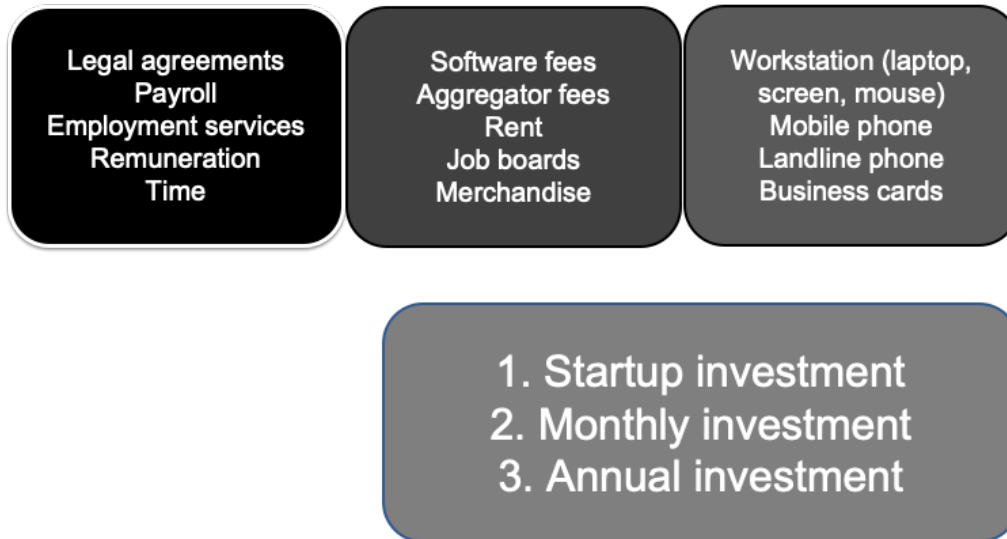 Legal agreements
Payroll
Employment services
Remuneration
Time
Software fees
Aggregator fees
Rent
Job boards
Merchandise
Workstation (laptop,
screen, mouse)
Mobile phone
Landline phone
Business cards
1. Startup investment
2. Monthly investment
3. Annual investment